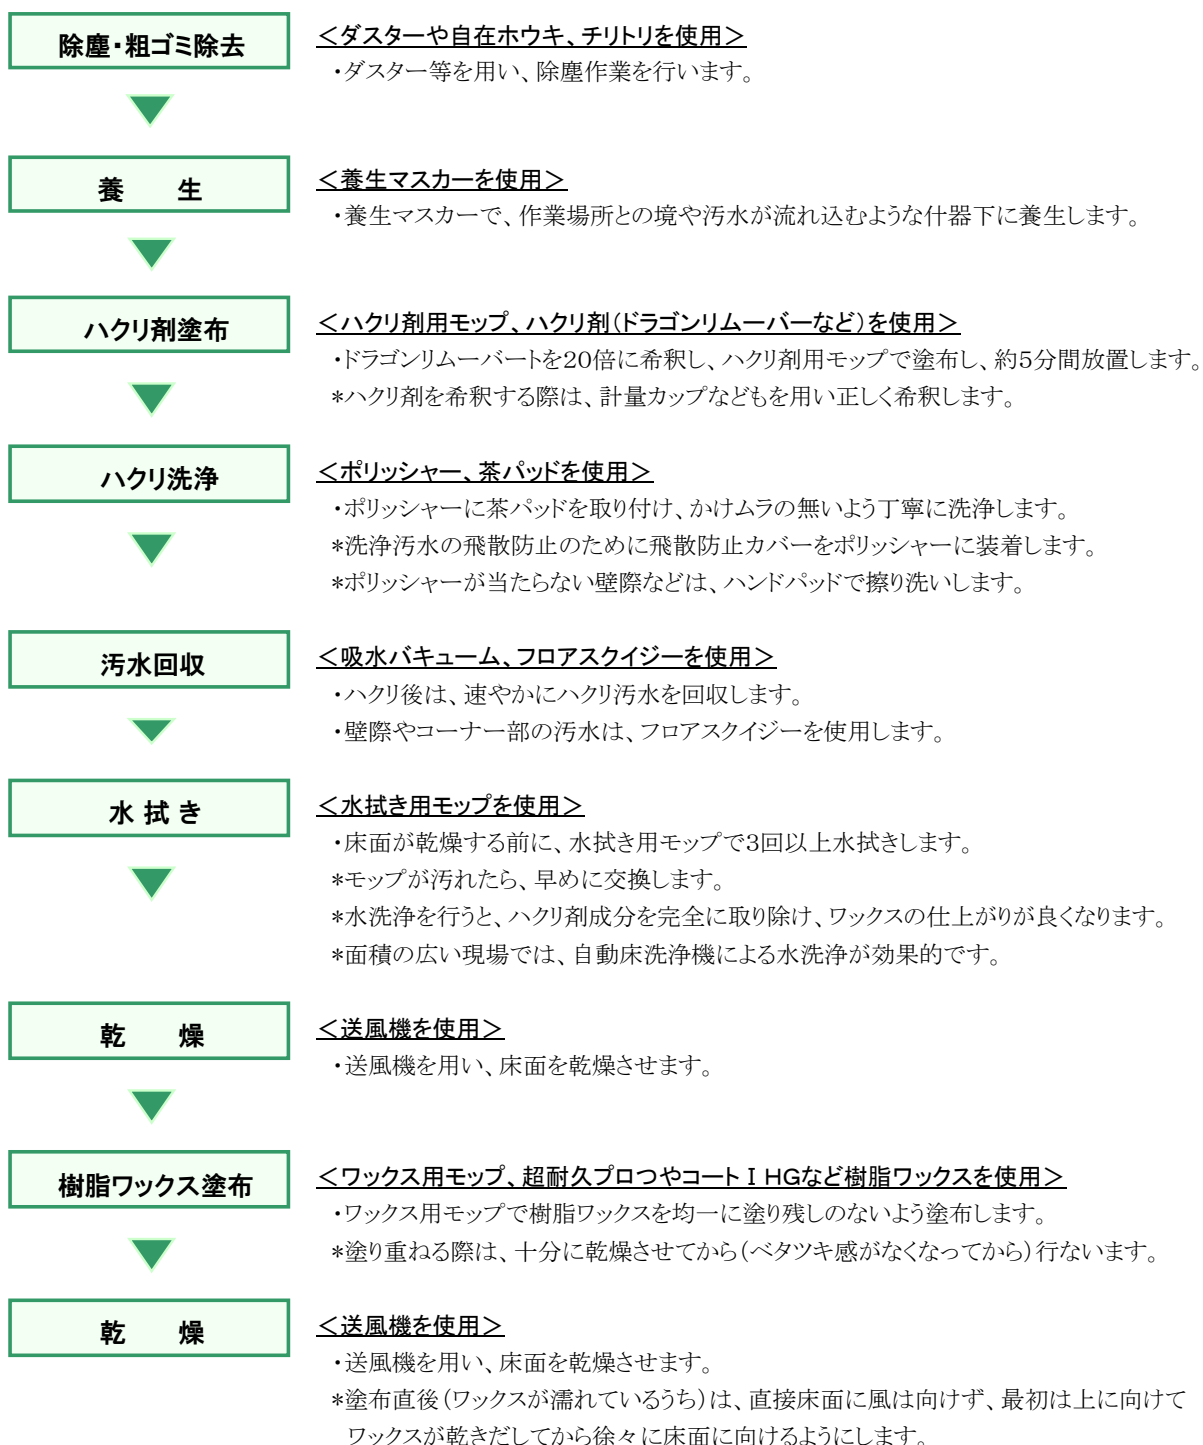 除塵・粗ゴミ除去
＜ダスターや自在ホウキ、チリトリを使用＞
・ダスター等を用い、除塵作業を行います。
養　生
＜養生マスカーを使用＞
・養生マスカーで、作業場所との境や汚水が流れ込むような什器下に養生します。
ハクリ剤塗布
＜ハクリ剤用モップ、ハクリ剤（ドラゴンリムーバーなど）を使用＞
・ドラゴンリムーバートを20倍に希釈し、ハクリ剤用モップで塗布し、約5分間放置します。
*ハクリ剤を希釈する際は、計量カップなどもを用い正しく希釈します。
ハクリ洗浄
＜ポリッシャー、茶パッドを使用＞
・ポリッシャーに茶パッドを取り付け、かけムラの無いよう丁寧に洗浄します。
*洗浄汚水の飛散防止のために飛散防止カバーをポリッシャーに装着します。
*ポリッシャーが当たらない壁際などは、ハンドパッドで擦り洗いします。
汚水回収
＜吸水バキューム、フロアスクイジーを使用＞
・ハクリ後は、速やかにハクリ汚水を回収します。
・壁際やコーナー部の汚水は、フロアスクイジーを使用します。
水 拭 き
＜水拭き用モップを使用＞
・床面が乾燥する前に、水拭き用モップで3回以上水拭きします。
*モップが汚れたら、早めに交換します。
*水洗浄を行うと、ハクリ剤成分を完全に取り除け、ワックスの仕上がりが良くなります。
*面積の広い現場では、自動床洗浄機による水洗浄が効果的です。
乾　燥
＜送風機を使用＞
・送風機を用い、床面を乾燥させます。
樹脂ワックス塗布
＜ワックス用モップ、超耐久プロつやコートⅠHGなど樹脂ワックスを使用＞
・ワックス用モップで樹脂ワックスを均一に塗り残しのないよう塗布します。
*塗り重ねる際は、十分に乾燥させてから（ベタツキ感がなくなってから）行ないます。
乾　燥
＜送風機を使用＞
・送風機を用い、床面を乾燥させます。
*塗布直後（ワックスが濡れているうち）は、直接床面に風は向けず、最初は上に向けて
ワックスが乾きだしてから徐々に床面に向けるようにします。